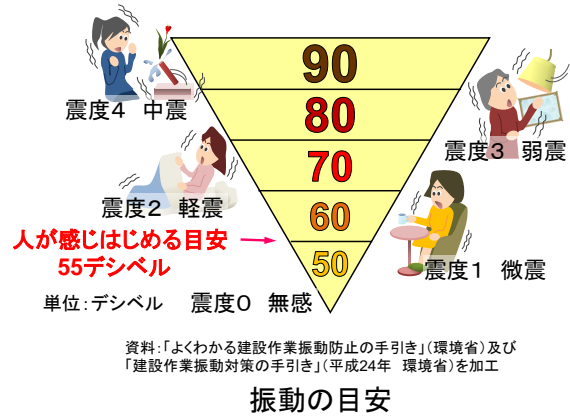 90
震度4　中震
80
震度3　弱震
70
震度2　軽震
60
人が感じはじめる目安
55デシベル
50
震度1　微震
単位：デシベル　震度0　無感
資料：「よくわかる建設作業振動防止の手引き」（環境省）及び
「建設作業振動対策の手引き」（平成24年　環境省）を加工
振動の目安